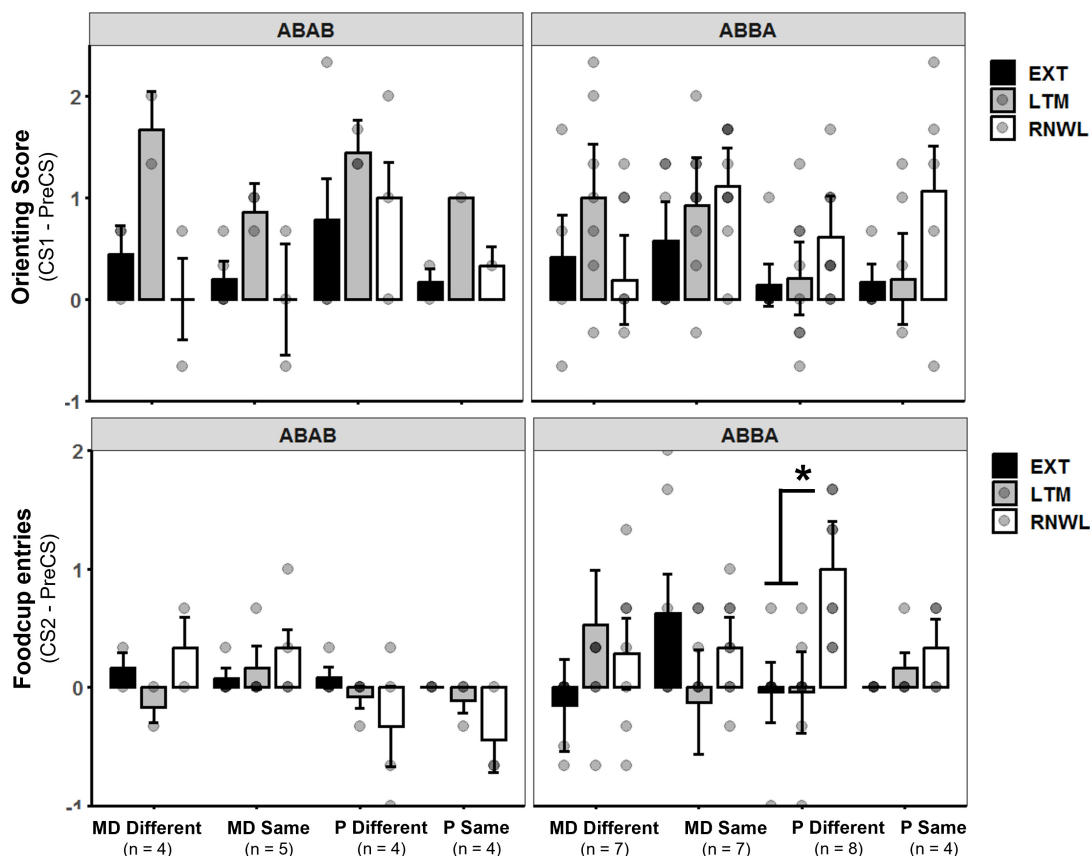 ABAB
ABBA
Orienting Score
(CS1 - PreCS)
2
1
0
-1
EXT
LTM
RNWL
ABAB
ABBA
Foodcup entries
(CS2 - PreCS)
2
1
0
-1
*
EXT
LTM
RNWL
MD Different
MD Same
P Different
P Same
MD Different
MD Same
P Different
P Same
(n = 4)
(n = 5)
(n = 4)
(n = 4)
(n = 7)
(n = 7)
(n = 8)
(n = 4)